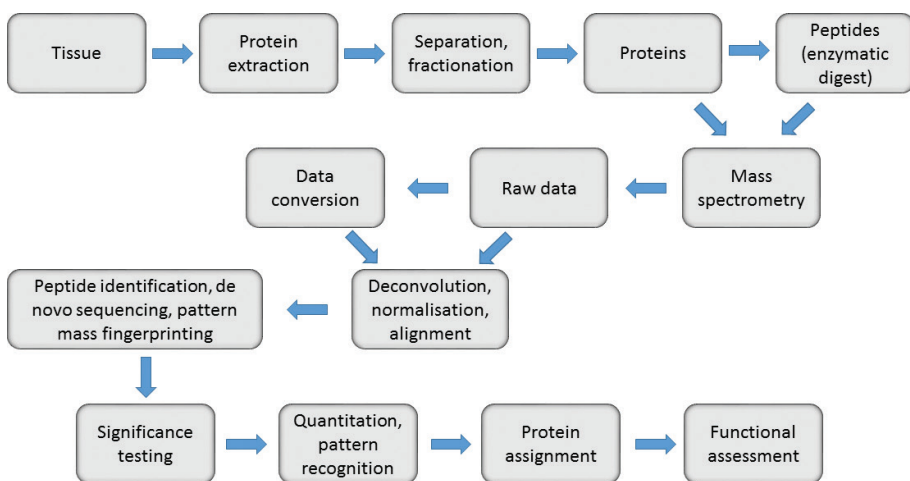 Tissue
Protein
extraction
Separation,
fractionation
Proteins
Peptides
(enzymatic
digest)
Mass
spectrometry
Raw data
Data
conversion
Deconvolution,
normalisation,
alignment
Peptide identification, de
novo sequencing, pattern
mass fingerprinting
Significance
testing
Quantitation,
pattern
recognition
Protein
assignment
Functional
assessment